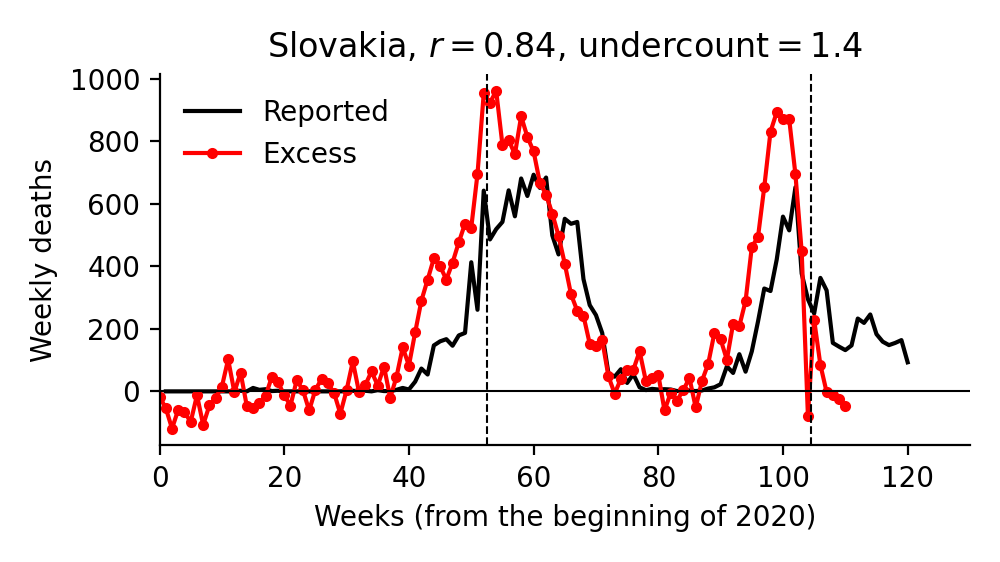 Slovakia, r = 0.84, undercount = 1.4
1000
800
600
400
200
0
Weekly deaths
Reported
Excess
0 20 40 60 80 100 120
Weeks (from the beginning of 2020)